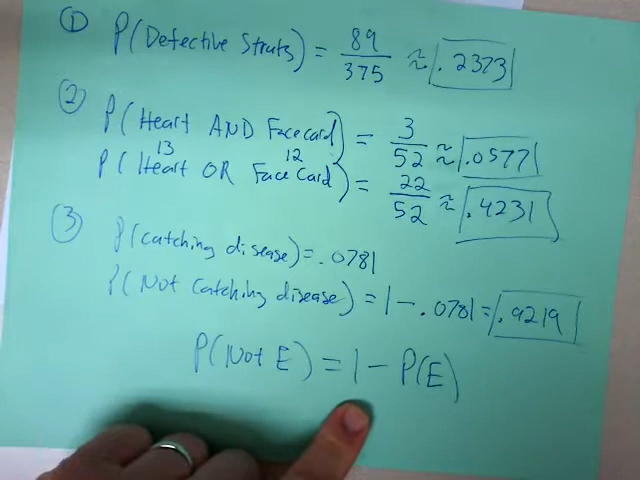 ① P(Defective Struts) = 89/375 ≈ .2373
② P(Heart AND Facecard) = 3/52 ≈ .0577
13 12
P(Heart OR Face Card) = 22/52 ≈ .4231
③ P(catching disease) = .0781
P(Not Catching disease) = 1 - .0781 = .9219
P(Not E) = 1 - P(E)